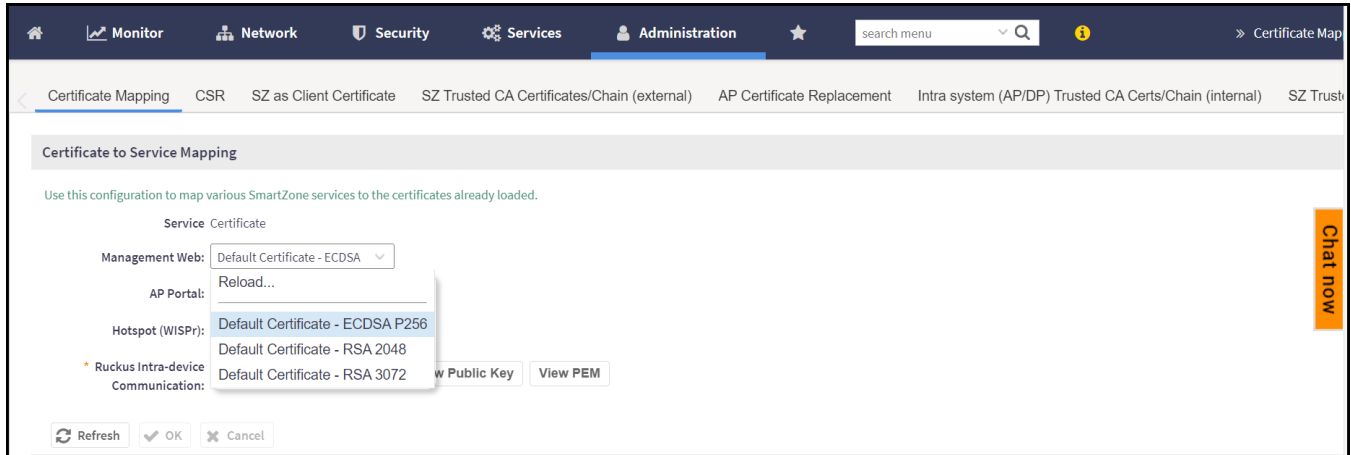 Monitor Network Security Services Administration search menu » Certificate Map
Certificate Mapping CSR SZ as Client Certificate SZ Trusted CA Certificates/Chain (external) AP Certificate Replacement Intra system (AP/DP) Trusted CA Certs/Chain (internal) SZ Trust
Certificate to Service Mapping
Use this configuration to map various SmartZone services to the certificates already loaded.
Service Certificate
Management Web: Default Certificate - ECDSA
Reload...
AP Portal:
Hotspot (WISPr): Default Certificate - ECDSA P256
Default Certificate - RSA 2048
* Ruckus Intra-device
Communication:
Default Certificate - RSA 3072
w Public Key View PEM
Refresh OK Cancel
Chat now